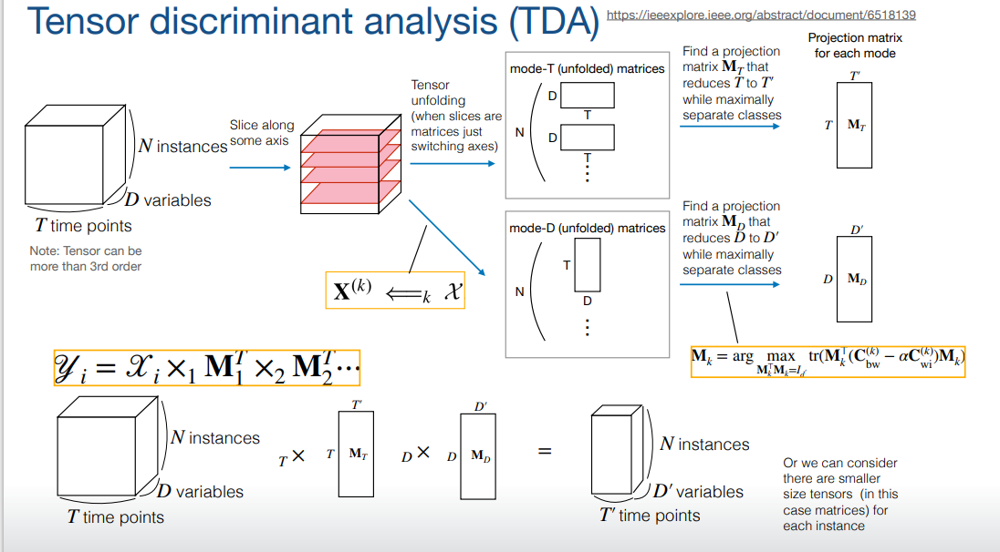 Tensor discriminant analysis (TDA)
https://ieeexplore.ieee.org/abstract/document/6518139
N instances
D variables
T time points
Note: Tensor can be
more than 3rd order
Slice along
some axis
Tensor
unfolding
(when slices are
matrices just
switching axes)
mode-T (unfolded) matrices
N
D
T
D
T
⋮
Find a projection
matrix M_T that
reduces T to T′
while maximally
separate classes
Projection matrix
for each mode
T′
T
M_T
mode-D (unfolded) matrices
N
T
D
⋮
Find a projection
matrix M_D that
reduces D to D′
while maximally
separate classes
D′
D
M_D
X^(k) ⟸_k 𝒳
M_k = arg max_{M_k^T M_k = I_d′} tr(M_k^T (C_bw^(k) − αC_wi^(k)) M_k)
𝒴_i = 𝒳_i ×_1 M_1^T ×_2 M_2^T ⋯
N instances
D variables
T time points
T ×
T′
T
M_T
D ×
D′
D
M_D
=
N instances
D′ variables
T′ time points
Or we can consider
there are smaller
size tensors (in this
case matrices) for
each instance